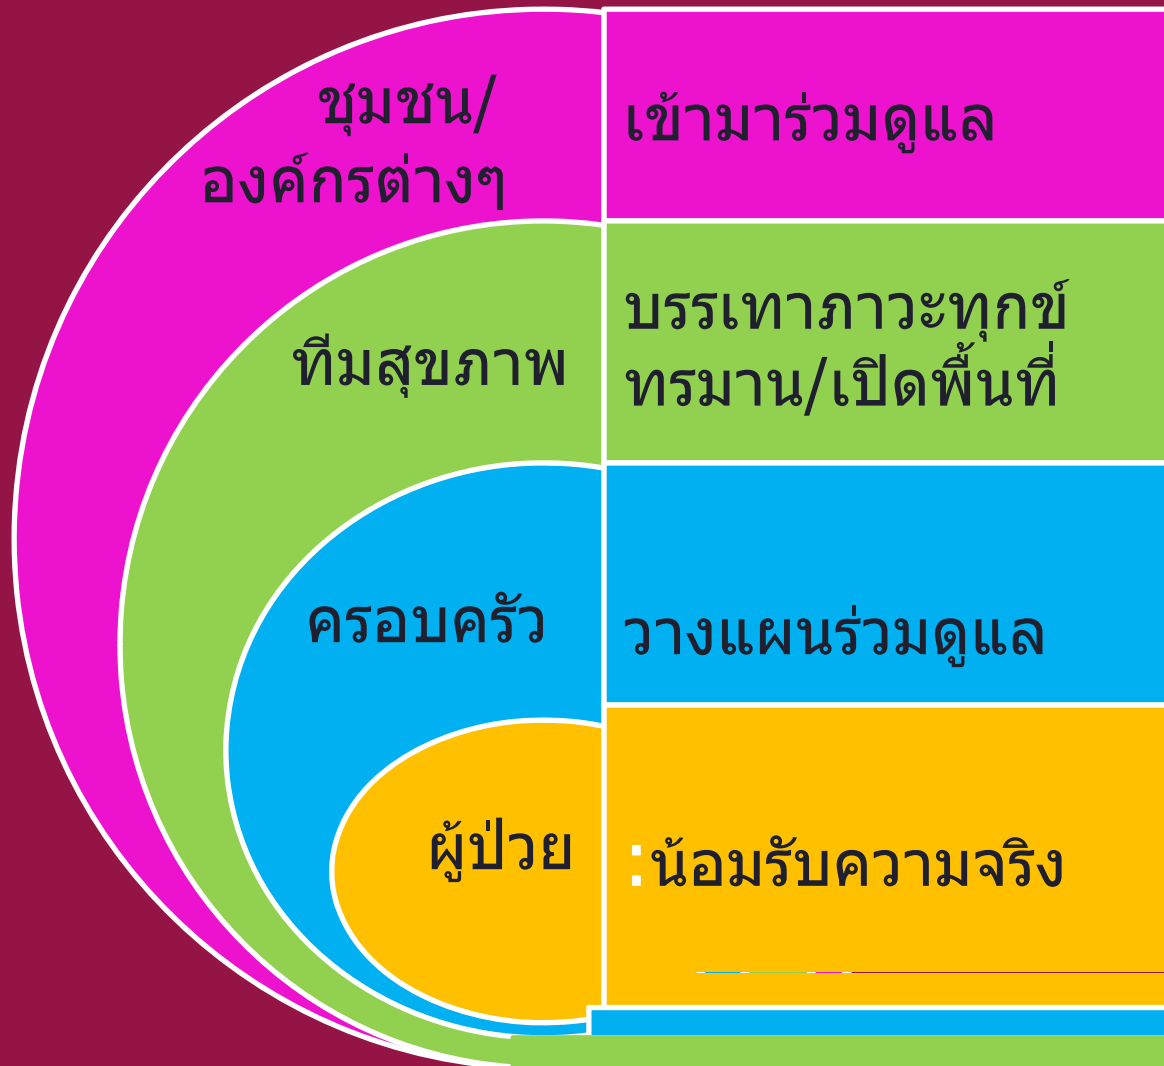 ชุมชน/
องค์กรต่างๆ
เข้ามาร่วมดูแล
ทีมสุขภาพ
บรรเทาภาวะทุกข์
ทรมาน/เปิดพื้นที่
ครอบครัว
วางแผนร่วมดูแล
ผู้ป่วย
:น้อมรับความจริง